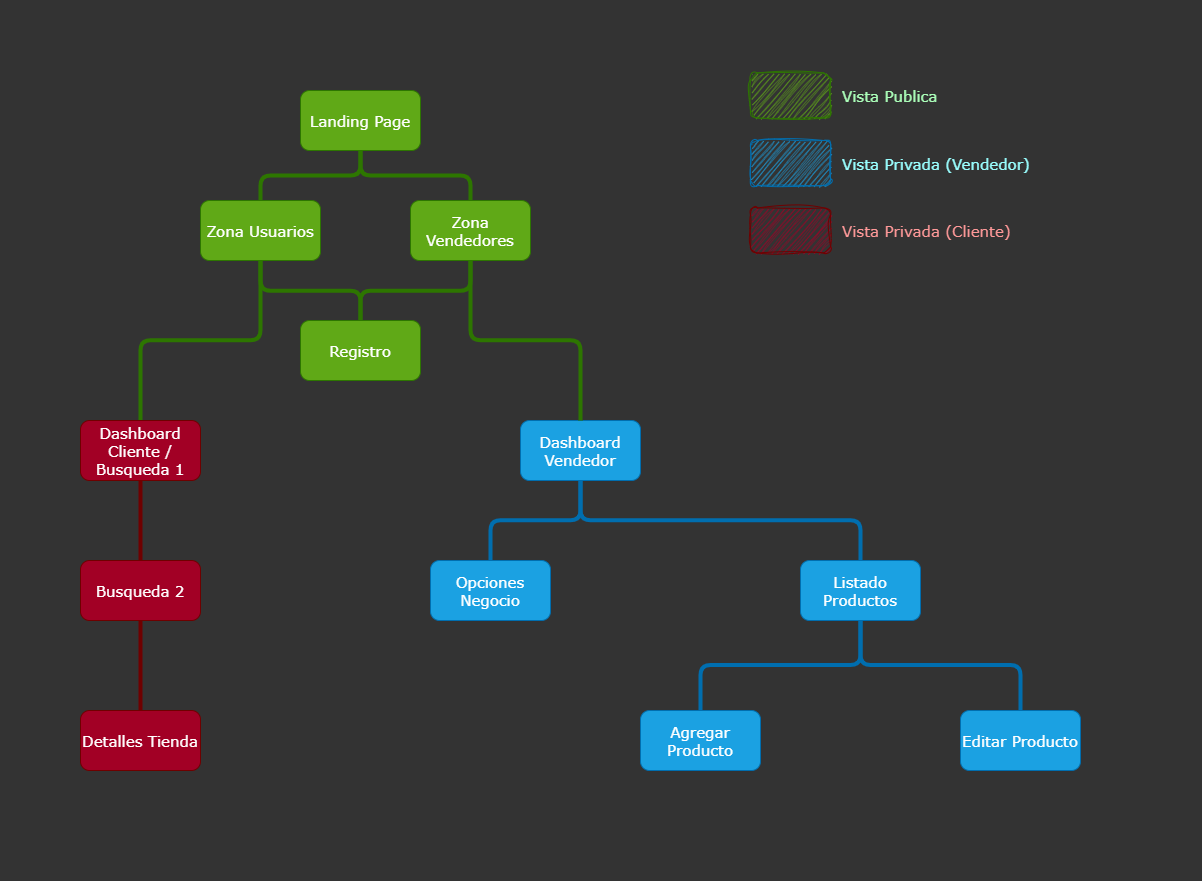 Landing Page
Vista Publica
Vista Privada (Vendedor)
Vista Privada (Cliente)
Zona Usuarios
Zona
Vendedores
Registro
Dashboard
Cliente /
Busqueda 1
Dashboard
Vendedor
Busqueda 2
Opciones
Negocio
Listado
Productos
Detalles Tienda
Agregar
Producto
Editar Producto